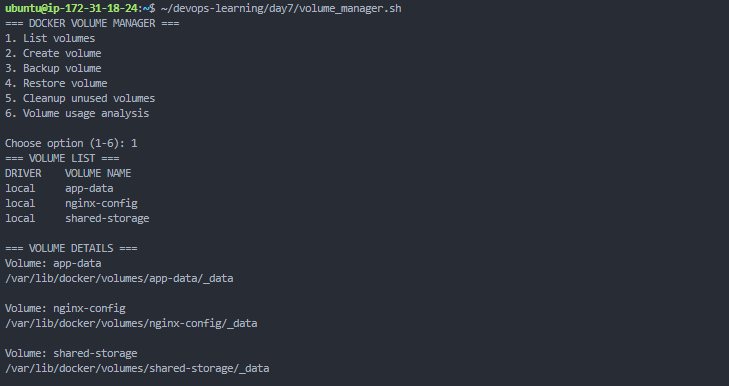 ubuntu@ip-172-31-18-24:~$ ~/devops-learning/day7/volume_manager.sh
=== DOCKER VOLUME MANAGER ===
1. List volumes
2. Create volume
3. Backup volume
4. Restore volume
5. Cleanup unused volumes
6. Volume usage analysis

Choose option (1-6): 1
=== VOLUME LIST ===
DRIVER    VOLUME NAME
local     app-data
local     nginx-config
local     shared-storage

=== VOLUME DETAILS ===
Volume: app-data
/var/lib/docker/volumes/app-data/_data

Volume: nginx-config
/var/lib/docker/volumes/nginx-config/_data

Volume: shared-storage
/var/lib/docker/volumes/shared-storage/_data